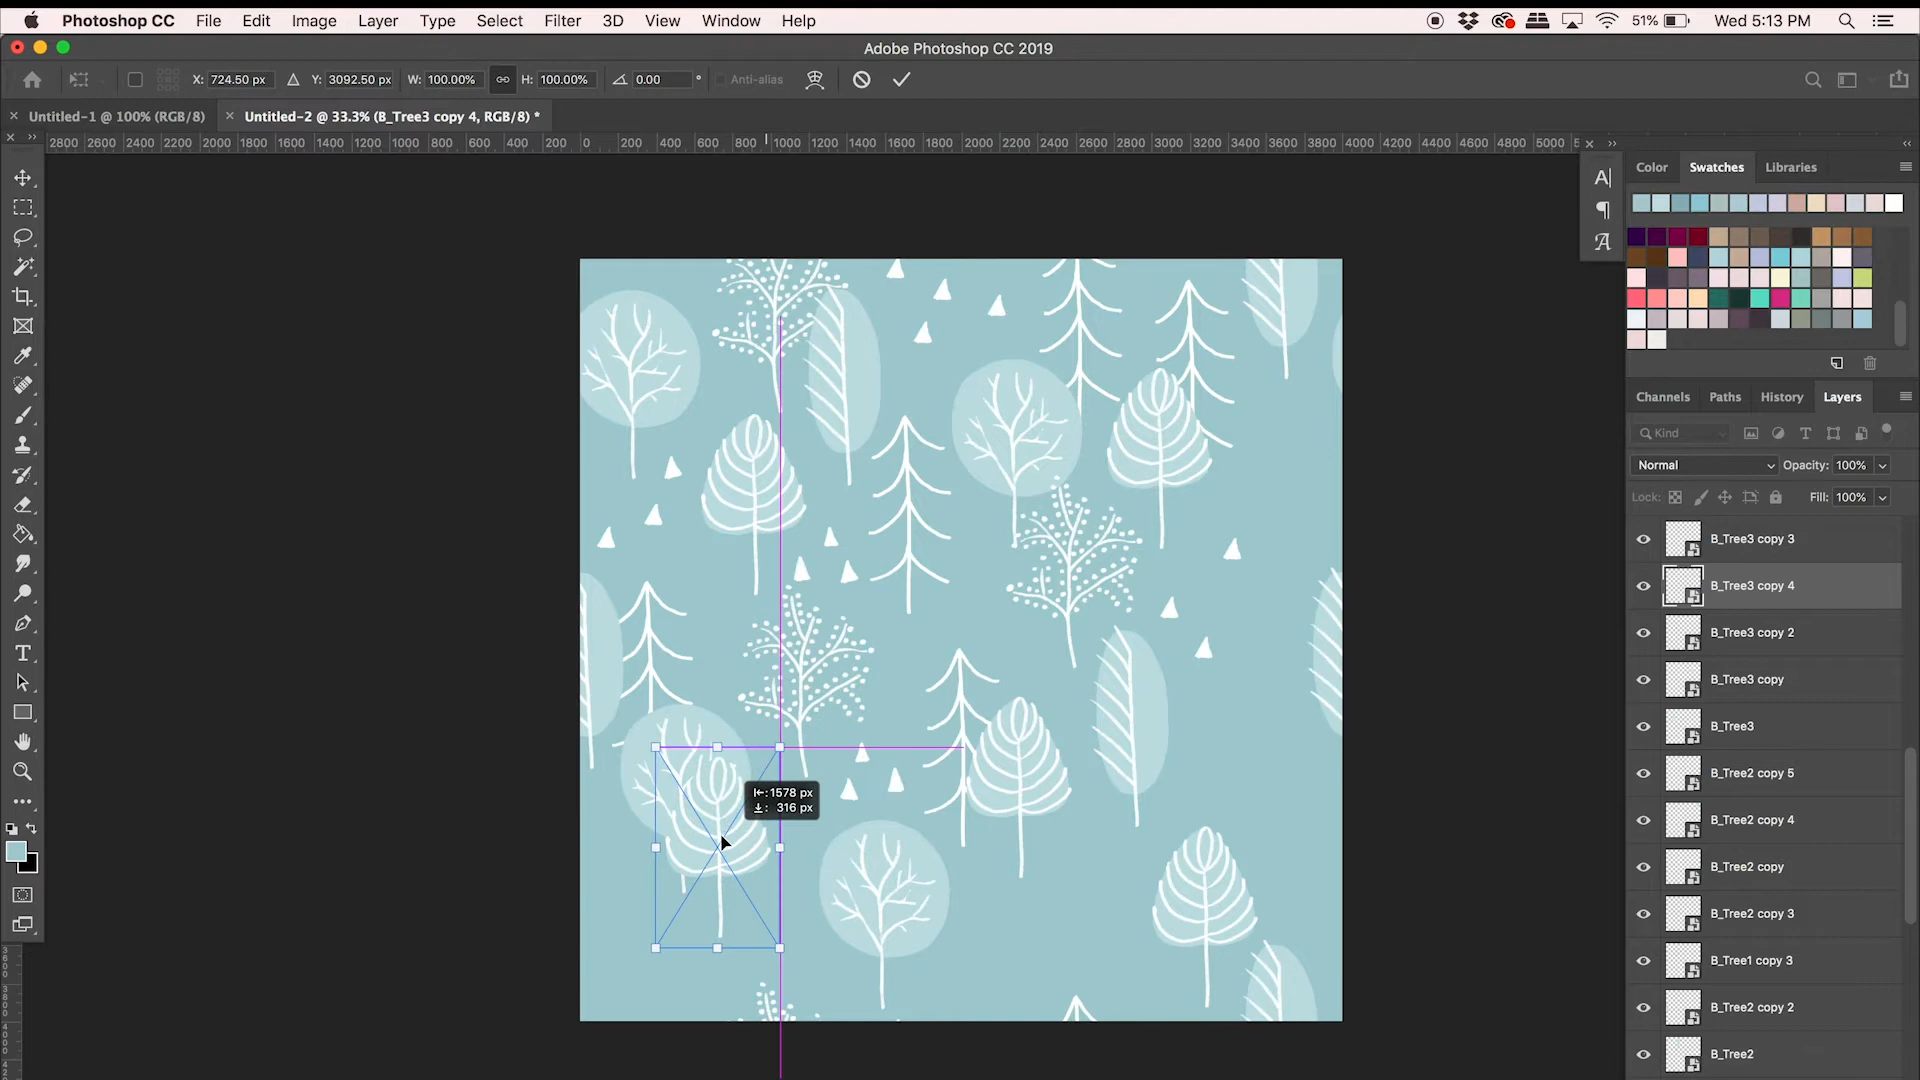 Photoshop CC File Edit Image Layer Type Select Filter 3D View Window Help 51% Wed 5:13 PM
Adobe Photoshop CC 2019
X: 724.50 px Y: 3092.50 px W: 100.00% H: 100.00% 0.00 ° Anti-alias
Untitled-1 @ 100% (RGB/8) Untitled-2 @ 33.3% (B_Tree3 copy 4, RGB/8) *
2800 2600 2400 2200 2000 1800 1600 1400 1200 1000 800 600 400 200 0 200 400 600 800 1000 1200 1400 1600 1800 2000 2200 2400 2600 2800 3000 3200 3400 3600 3800 4000 4200 4400 4600 4800 5000
Color Swatches Libraries
Channels Paths History Layers
Kind
Normal Opacity: 100%
Lock: Fill: 100%
B_Tree3 copy 3
B_Tree3 copy 4
B_Tree3 copy 2
B_Tree3 copy
B_Tree3
B_Tree2 copy 5
B_Tree2 copy 4
B_Tree2 copy
B_Tree2 copy 3
B_Tree1 copy 3
B_Tree2 copy 2
B_Tree2
1578 px
316 px